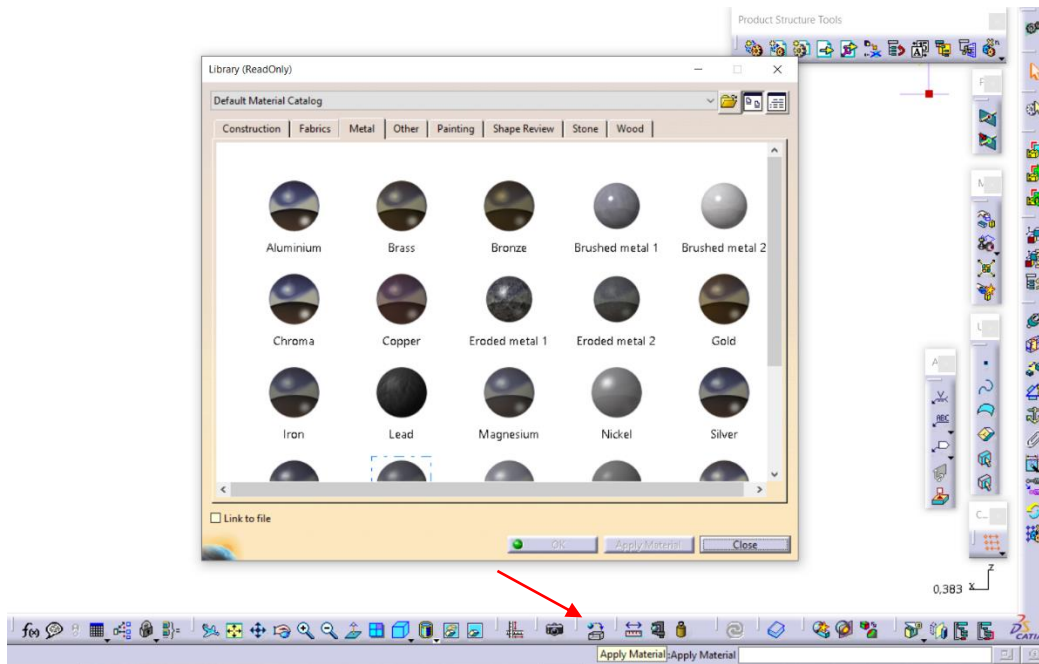 Product Structure Tools
Library (ReadOnly)
Default Material Catalog
Construction Fabrics Metal Other Painting Shape Review Stone Wood
Aluminium Brass Bronze Brushed metal 1 Brushed metal 2
Chroma Copper Eroded metal 1 Eroded metal 2 Gold
Iron Lead Magnesium Nickel Silver
Link to file
OK Apply Material Close
F
M
L
A
ABC
C...
z
0,383 x
f(x)
Apply Material Apply Material
CATIA